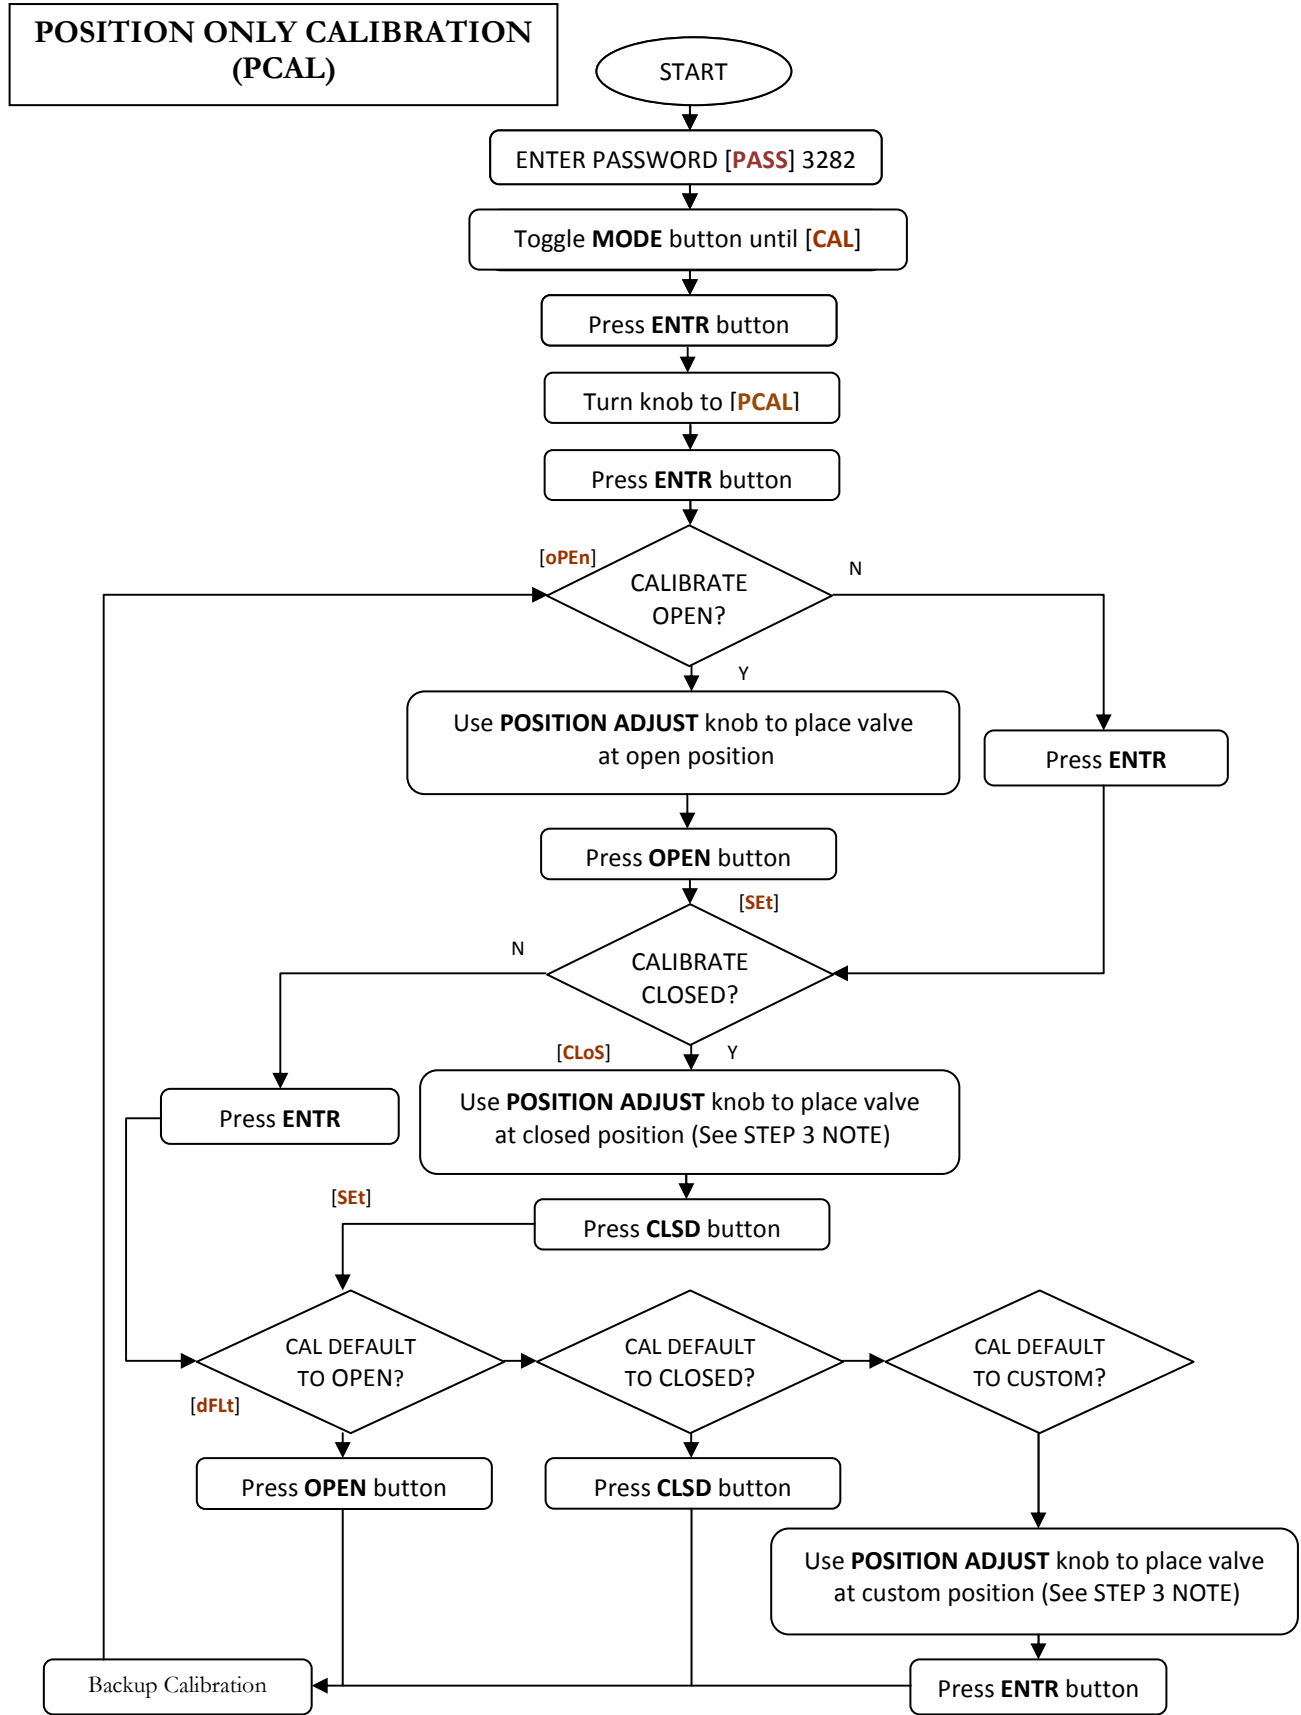 POSITION ONLY CALIBRATION
(PCAL)
START
ENTER PASSWORD [PASS] 3282
Toggle MODE button until [CAL]
Press ENTR button
Turn knob to [PCAL]
Press ENTR button
[oPEn]
CALIBRATE
OPEN?
N
Y
Use POSITION ADJUST knob to place valve
at open position
Press ENTR
Press OPEN button
[SEt]
CALIBRATE
CLOSED?
N
[CLoS]
Y
Press ENTR
Use POSITION ADJUST knob to place valve
at closed position (See STEP 3 NOTE)
[SEt]
Press CLSD button
CAL DEFAULT
TO OPEN?
CAL DEFAULT
TO CLOSED?
CAL DEFAULT
TO CUSTOM?
[dFLt]
Press OPEN button
Press CLSD button
Use POSITION ADJUST knob to place valve
at custom position (See STEP 3 NOTE)
Backup Calibration
Press ENTR button